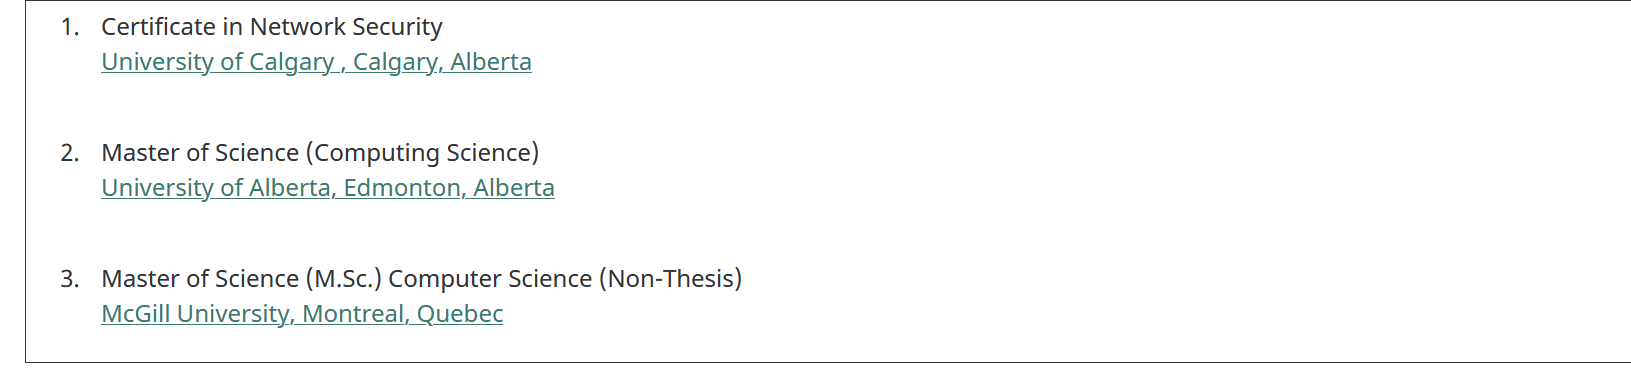 1. Certificate in Network Security
University of Calgary , Calgary, Alberta
2. Master of Science (Computing Science)
University of Alberta, Edmonton, Alberta
3. Master of Science (M.Sc.) Computer Science (Non-Thesis)
McGill University, Montreal, Quebec